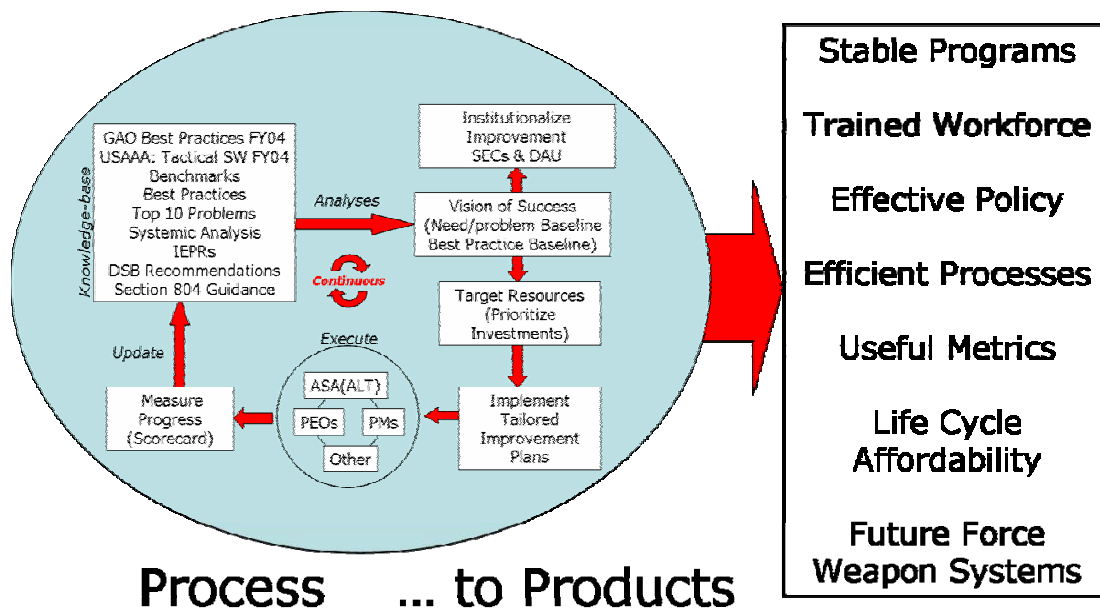 Knowledge-base
GAO Best Practices FY04
USAAA: Tactical SW FY04
Benchmarks
Best Practices
Top 10 Problems
Systemic Analysis
IEPRs
DSB Recommendations
Section 804 Guidance
Analyses
Institutionalize
Improvement
SECs & DAU
Vision of Success
(Need/problem Baseline
Best Practice Baseline)
Continuous
Target Resources
(Prioritize
Investments)
Implement
Tailored
Improvement
Plans
Execute
ASA(ALT)
PEOs
PMs
Other
Measure
Progress
(Scorecard)
Update
Process ... to Products
Stable Programs
Trained Workforce
Effective Policy
Efficient Processes
Useful Metrics
Life Cycle
Affordability
Future Force
Weapon Systems